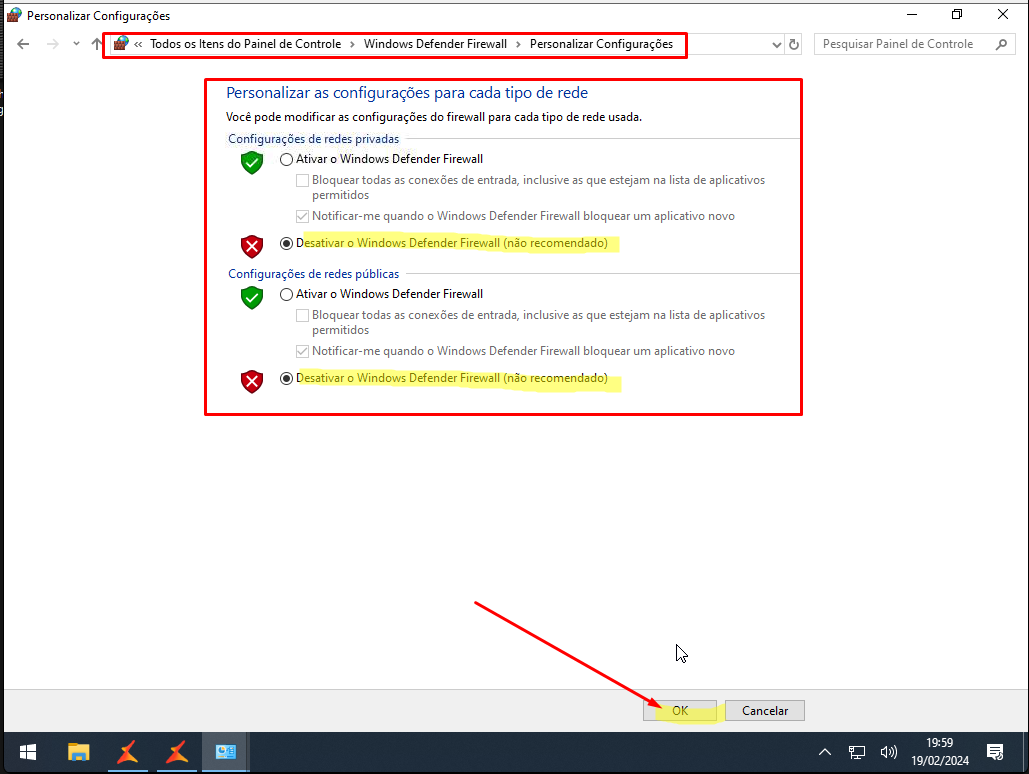 Personalizar Configurações
« Todos os Itens do Painel de Controle › Windows Defender Firewall › Personalizar Configurações
Pesquisar Painel de Controle
Personalizar as configurações para cada tipo de rede
Você pode modificar as configurações do firewall para cada tipo de rede usada.
Configurações de redes privadas
Ativar o Windows Defender Firewall
Bloquear todas as conexões de entrada, inclusive as que estejam na lista de aplicativos
permitidos
Notificar-me quando o Windows Defender Firewall bloquear um aplicativo novo
Desativar o Windows Defender Firewall (não recomendado)
Configurações de redes públicas
Ativar o Windows Defender Firewall
Bloquear todas as conexões de entrada, inclusive as que estejam na lista de aplicativos
permitidos
Notificar-me quando o Windows Defender Firewall bloquear um aplicativo novo
Desativar o Windows Defender Firewall (não recomendado)
OK
Cancelar
19:59
19/02/2024